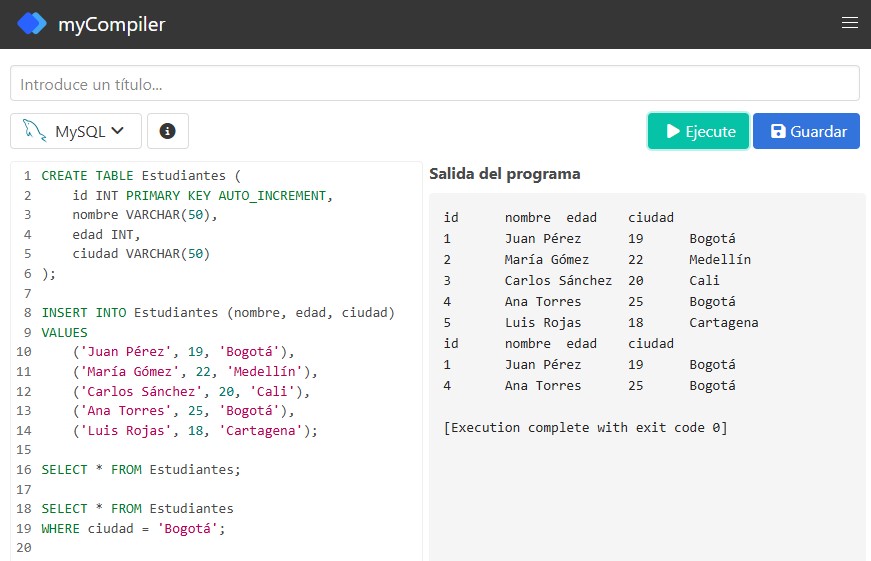 myCompiler
Introduce un título...
MySQL
Ejecute
Guardar
1 CREATE TABLE Estudiantes (
2     id INT PRIMARY KEY AUTO_INCREMENT,
3     nombre VARCHAR(50),
4     edad INT,
5     ciudad VARCHAR(50)
6 );
7
8 INSERT INTO Estudiantes (nombre, edad, ciudad)
9 VALUES
10     ('Juan Pérez', 19, 'Bogotá'),
11     ('María Gómez', 22, 'Medellín'),
12     ('Carlos Sánchez', 20, 'Cali'),
13     ('Ana Torres', 25, 'Bogotá'),
14     ('Luis Rojas', 18, 'Cartagena');
15
16 SELECT * FROM Estudiantes;
17
18 SELECT * FROM Estudiantes
19 WHERE ciudad = 'Bogotá';
20
Salida del programa
id      nombre  edad    ciudad
1       Juan Pérez      19      Bogotá
2       María Gómez     22      Medellín
3       Carlos Sánchez  20      Cali
4       Ana Torres      25      Bogotá
5       Luis Rojas      18      Cartagena
id      nombre  edad    ciudad
1       Juan Pérez      19      Bogotá
4       Ana Torres      25      Bogotá
[Execution complete with exit code 0]